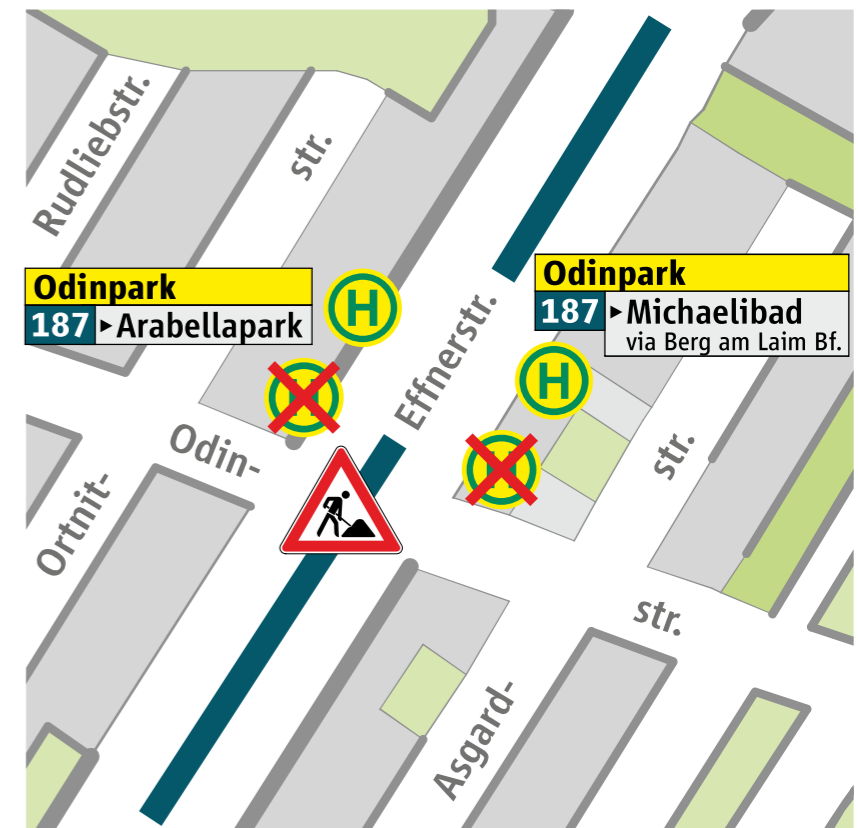 Rudliebstr.
str.
Odinpark
187 ▸ Arabellapark
H
H
Effnerstr.
Odinpark
187 ▸ Michaelibad
via Berg am Laim Bf.
H
H
Odin-
str.
Ortnit-
str.
Asgard-